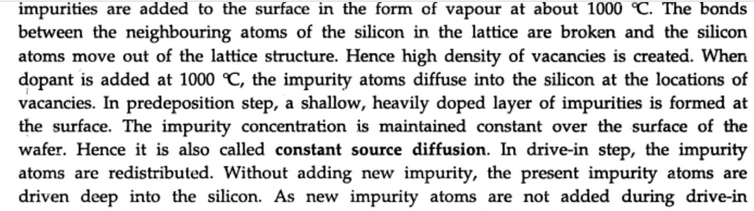 impurities are added to the surface in the form of vapour at about 1000 °C. The bonds
between the neighbouring atoms of the silicon in the lattice are broken and the silicon
atoms move out of the lattice structure. Hence high density of vacancies is created. When
dopant is added at 1000 °C, the impurity atoms diffuse into the silicon at the locations of
vacancies. In predeposition step, a shallow, heavily doped layer of impurities is formed at
the surface. The impurity concentration is maintained constant over the surface of the
wafer. Hence it is also called constant source diffusion. In drive-in step, the impurity
atoms are redistributed. Without adding new impurity, the present impurity atoms are
driven deep into the silicon. As new impurity atoms are not added during drive-in